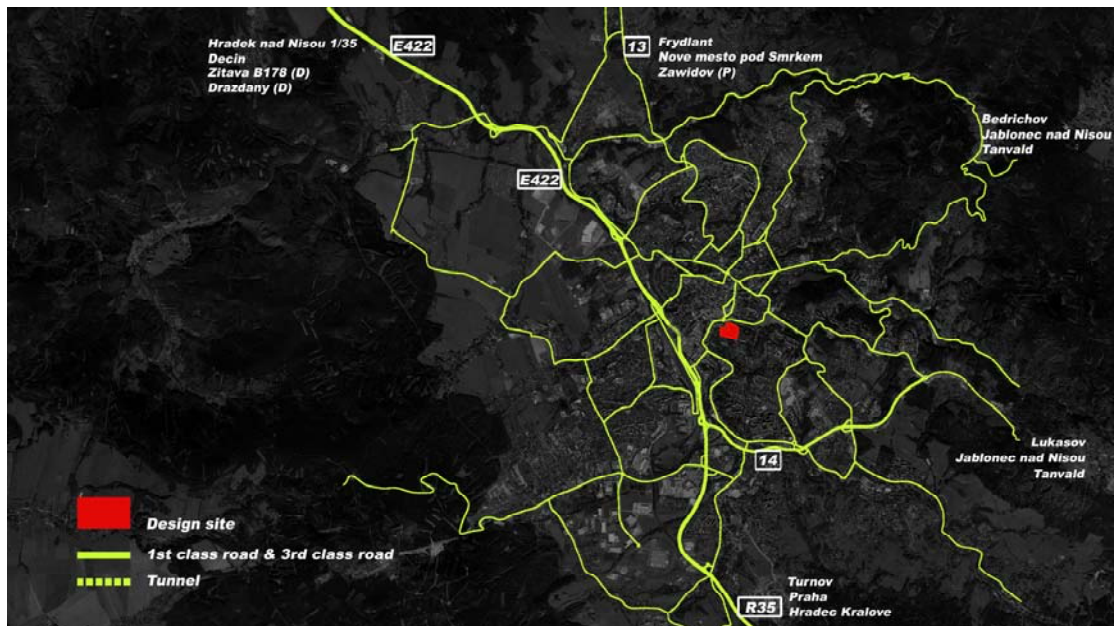 Hradek nad Nisou 1/35
Decin
Zitava B178 (D)
Drazdany (D)
E422
13
Frydlant
Nove mesto pod Smrkem
Zawidov (P)
Bedrichov
Jablonec nad Nisou
Tanvald
E422
Lukasov
Jablonec nad Nisou
Tanvald
14
Design site
1st class road & 3rd class road
Tunnel
Turnov
Praha
Hradec Kralove
R35